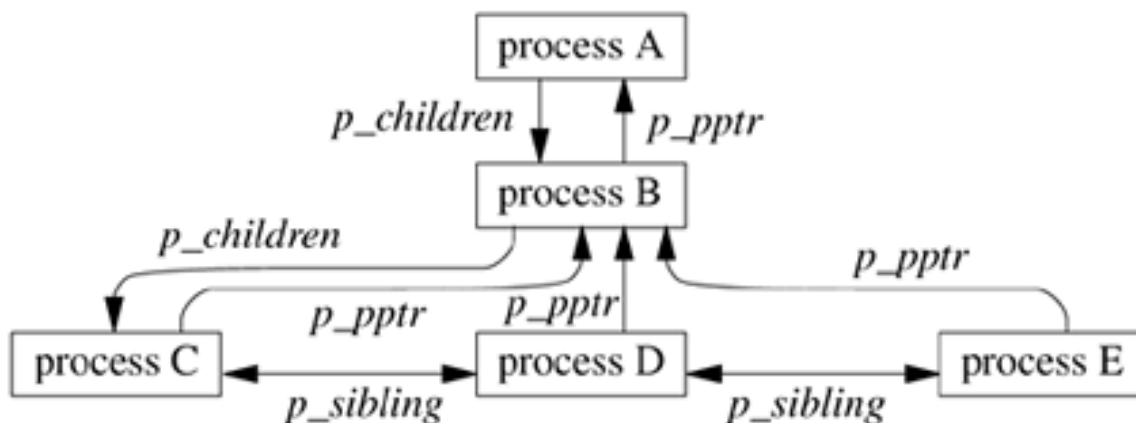 process A
p_children
p_pptr
process B
p_children
p_pptr
p_pptr
p_pptr
process C
process D
process E
p_sibling
p_sibling